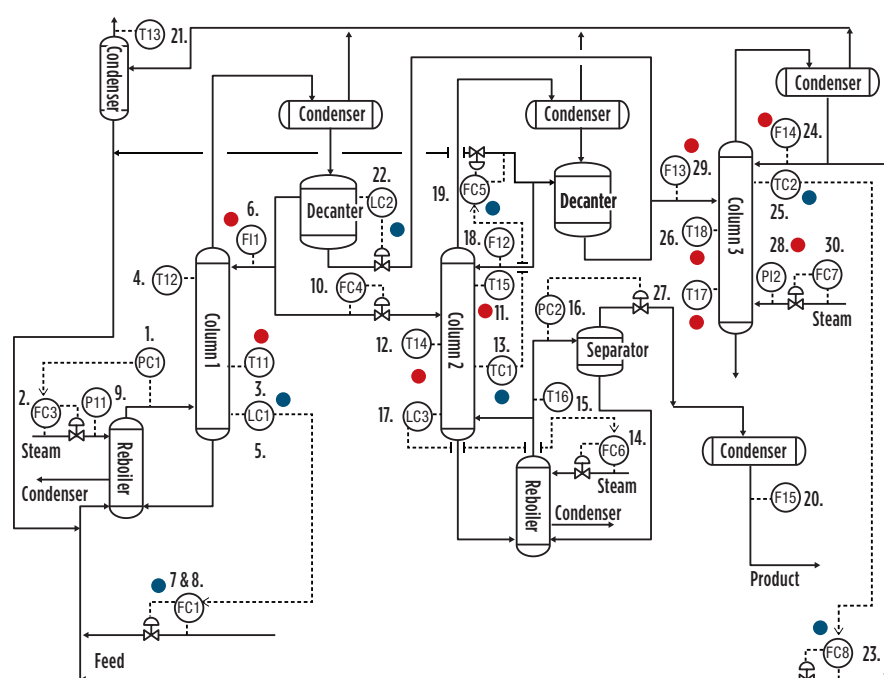 T13
21.
Condenser
Condenser
Condenser
Condenser
F14
24.
22.
LC2
Decanter
19.
FC5
Decanter
F13
29.
TC2
25.
6.
FI1
18.
F12
26.
T18
Column 3
28.
30.
4.
T12
10.
FC4
T15
11.
PC2
16.
27.
T17
PI2
FC7
Steam
1.
PC1
Column 1
T11
3.
12.
T14
Column 2
13.
TC1
Separator
2.
FC3
9.
P11
LC1
5.
17.
LC3
T16
15.
14.
FC6
Steam
Reboiler
Condenser
Steam
Reboiler
Condenser
Condenser
F15
20.
Product
7 & 8.
FC1
Feed
FC8
23.